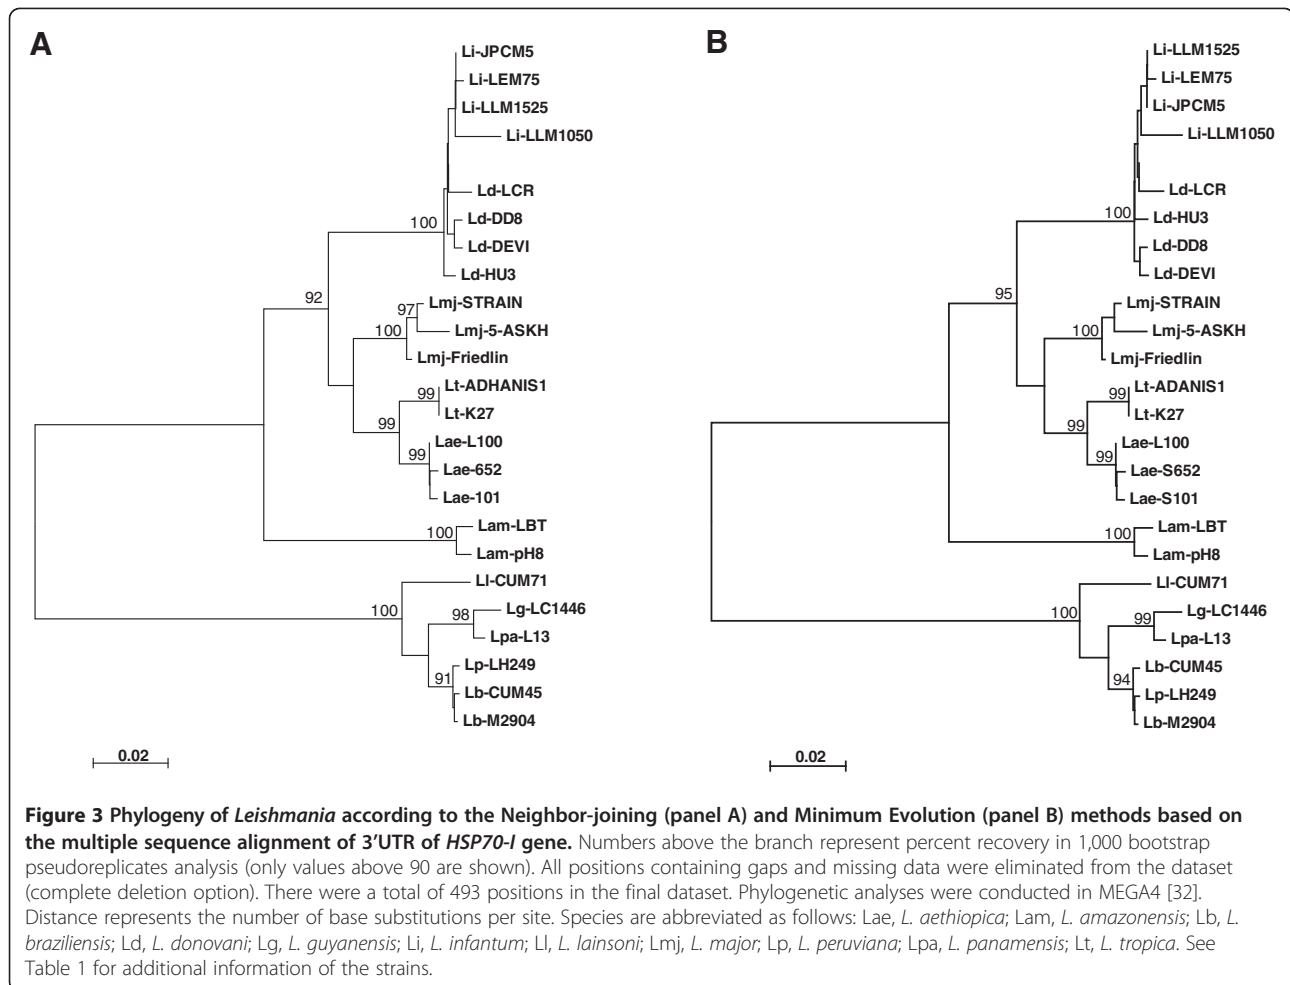 A
Li-JPCM5
Li-LEM75
Li-LLM1525
Li-LLM1050
Ld-LCR
100
Ld-DD8
Ld-DEVI
Ld-HU3
92
Lmj-STRAIN
97
100
Lmj-5-ASKH
Lmj-Friedlin
Lt-ADHANIS1
99
Lt-K27
99
Lae-L100
99
Lae-652
Lae-101
Lam-LBT
100
Lam-pH8
Ll-CUM71
100
Lg-LC1446
98
Lpa-L13
Lp-LH249
91
Lb-CUM45
Lb-M2904
0.02
B
Li-LLM1525
Li-LEM75
Li-JPCM5
Li-LLM1050
Ld-LCR
100
Ld-HU3
Ld-DD8
Ld-DEVI
95
Lmj-STRAIN
100
Lmj-5-ASKH
Lmj-Friedlin
Lt-ADANIS1
99
Lt-K27
99
Lae-L100
99
Lae-S652
Lae-S101
Lam-LBT
100
Lam-pH8
Ll-CUM71
100
Lg-LC1446
99
Lpa-L13
Lb-CUM45
94
Lp-LH249
Lb-M2904
0.02
Figure 3 Phylogeny of Leishmania according to the Neighbor-joining (panel A) and Minimum Evolution (panel B) methods based on
the multiple sequence alignment of 3’UTR of HSP70-I gene. Numbers above the branch represent percent recovery in 1,000 bootstrap
pseudoreplicates analysis (only values above 90 are shown). All positions containing gaps and missing data were eliminated from the dataset
(complete deletion option). There were a total of 493 positions in the final dataset. Phylogenetic analyses were conducted in MEGA4 [32].
Distance represents the number of base substitutions per site. Species are abbreviated as follows: Lae, L. aethiopica; Lam, L. amazonensis; Lb, L.
braziliensis; Ld, L. donovani; Lg, L. guyanensis; Li, L. infantum; Ll, L. lainsoni; Lmj, L. major; Lp, L. peruviana; Lpa, L. panamensis; Lt, L. tropica. See
Table 1 for additional information of the strains.